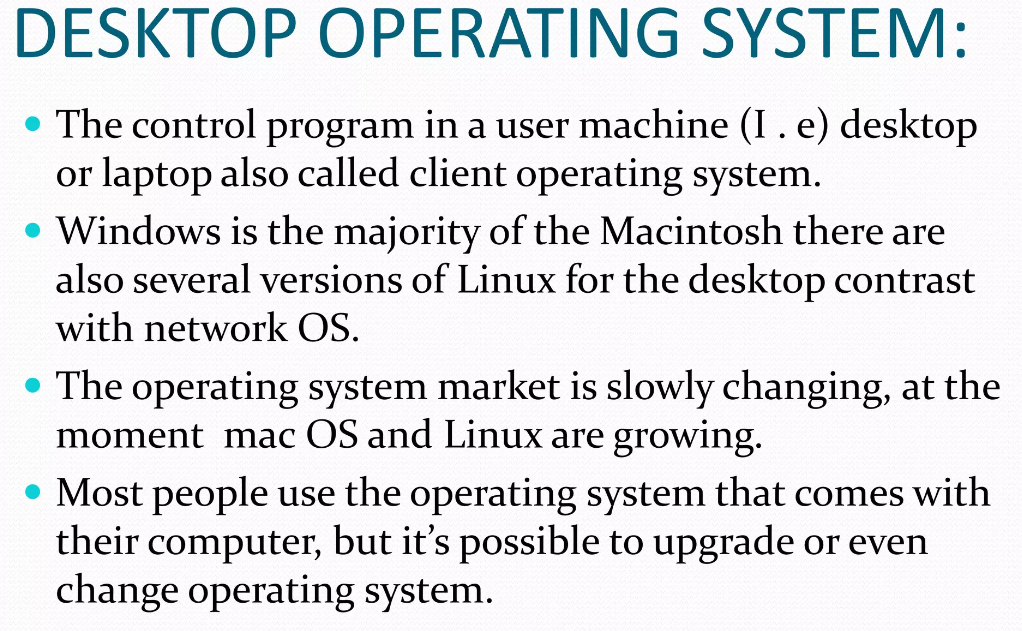 DESKTOP OPERATING SYSTEM:
• The control program in a user machine (I . e) desktop
or laptop also called client operating system.
• Windows is the majority of the Macintosh there are
also several versions of Linux for the desktop contrast
with network OS.
• The operating system market is slowly changing, at the
moment  mac OS and Linux are growing.
• Most people use the operating system that comes with
their computer, but it’s possible to upgrade or even
change operating system.